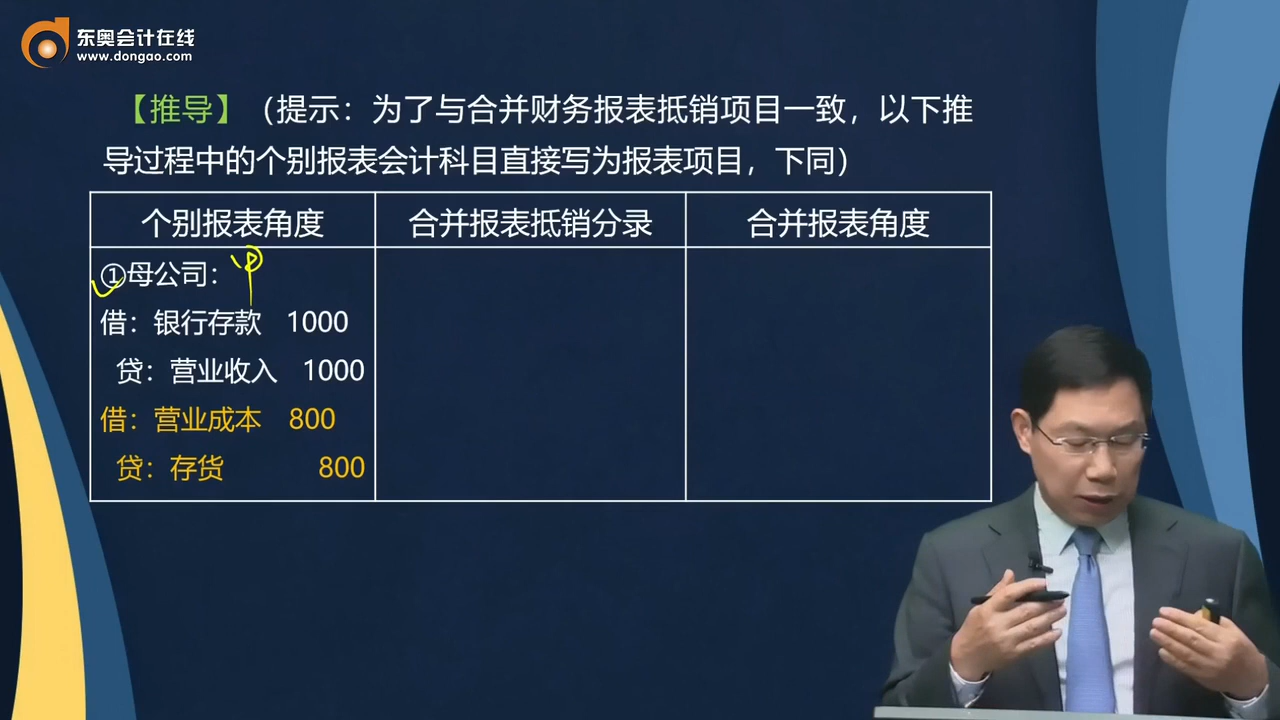 东奥会计在线
www.dongao.com
【推导】（提示：为了与合并财务报表抵销项目一致，以下推
导过程中的个别报表会计科目直接写为报表项目，下同）
个别报表角度 合并报表抵销分录 合并报表角度
①母公司：
借：银行存款 1000
贷：营业收入 1000
借：营业成本 800
贷：存货 800